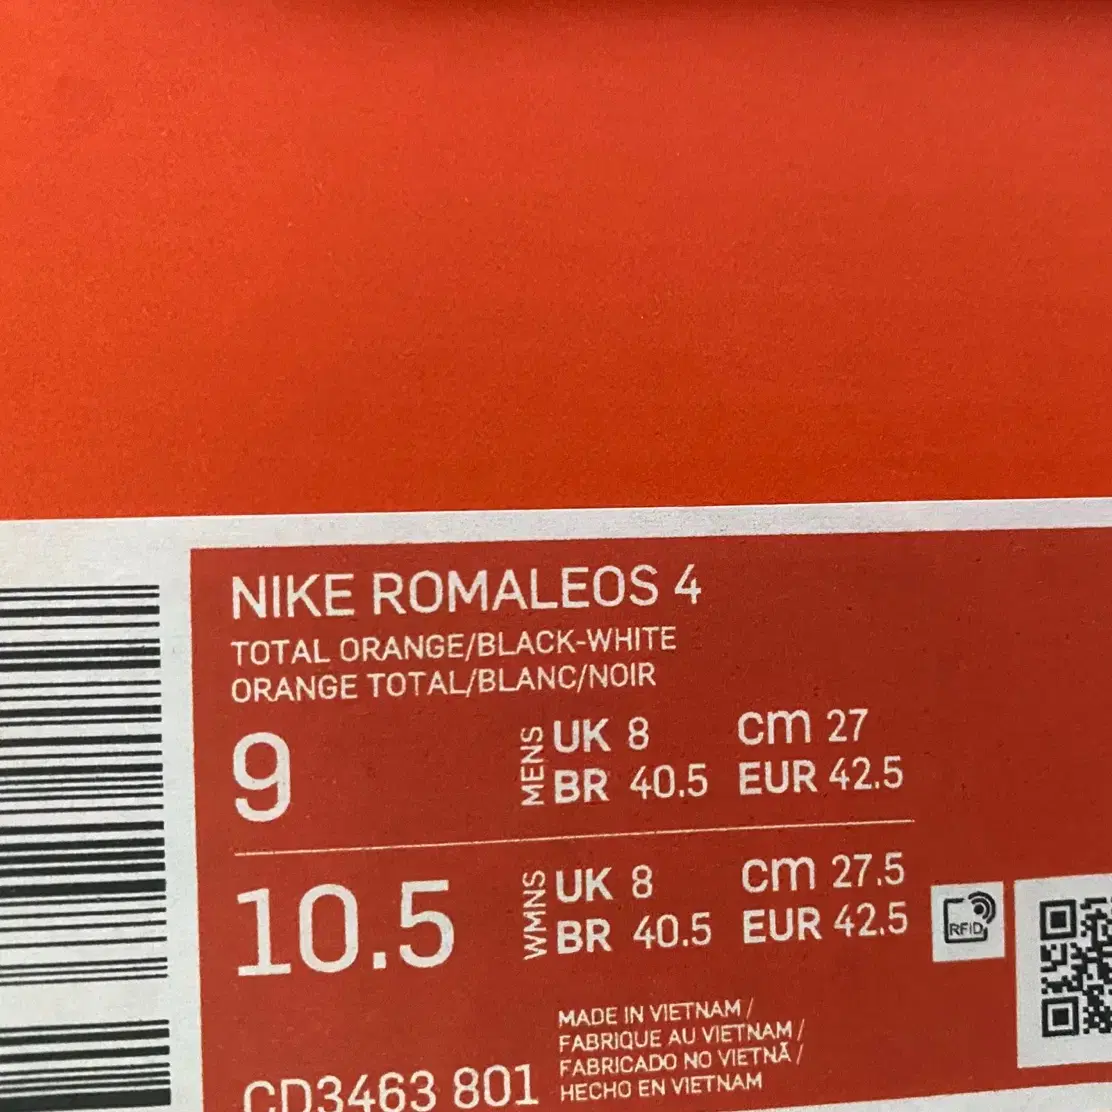 NIKE ROMALEOS 4
TOTAL ORANGE/BLACK-WHITE
ORANGE TOTAL/BLANC/NOIR
9
MENS
UK 8 cm 27
BR 40.5 EUR 42.5
10.5
WMNS
UK 8 cm 27.5
BR 40.5 EUR 42.5
RFID
MADE IN VIETNAM /
FABRIQUE AU VIETNAM /
FABRICADO NO VIETNÃ /
HECHO EN VIETNAM
CD3463 801